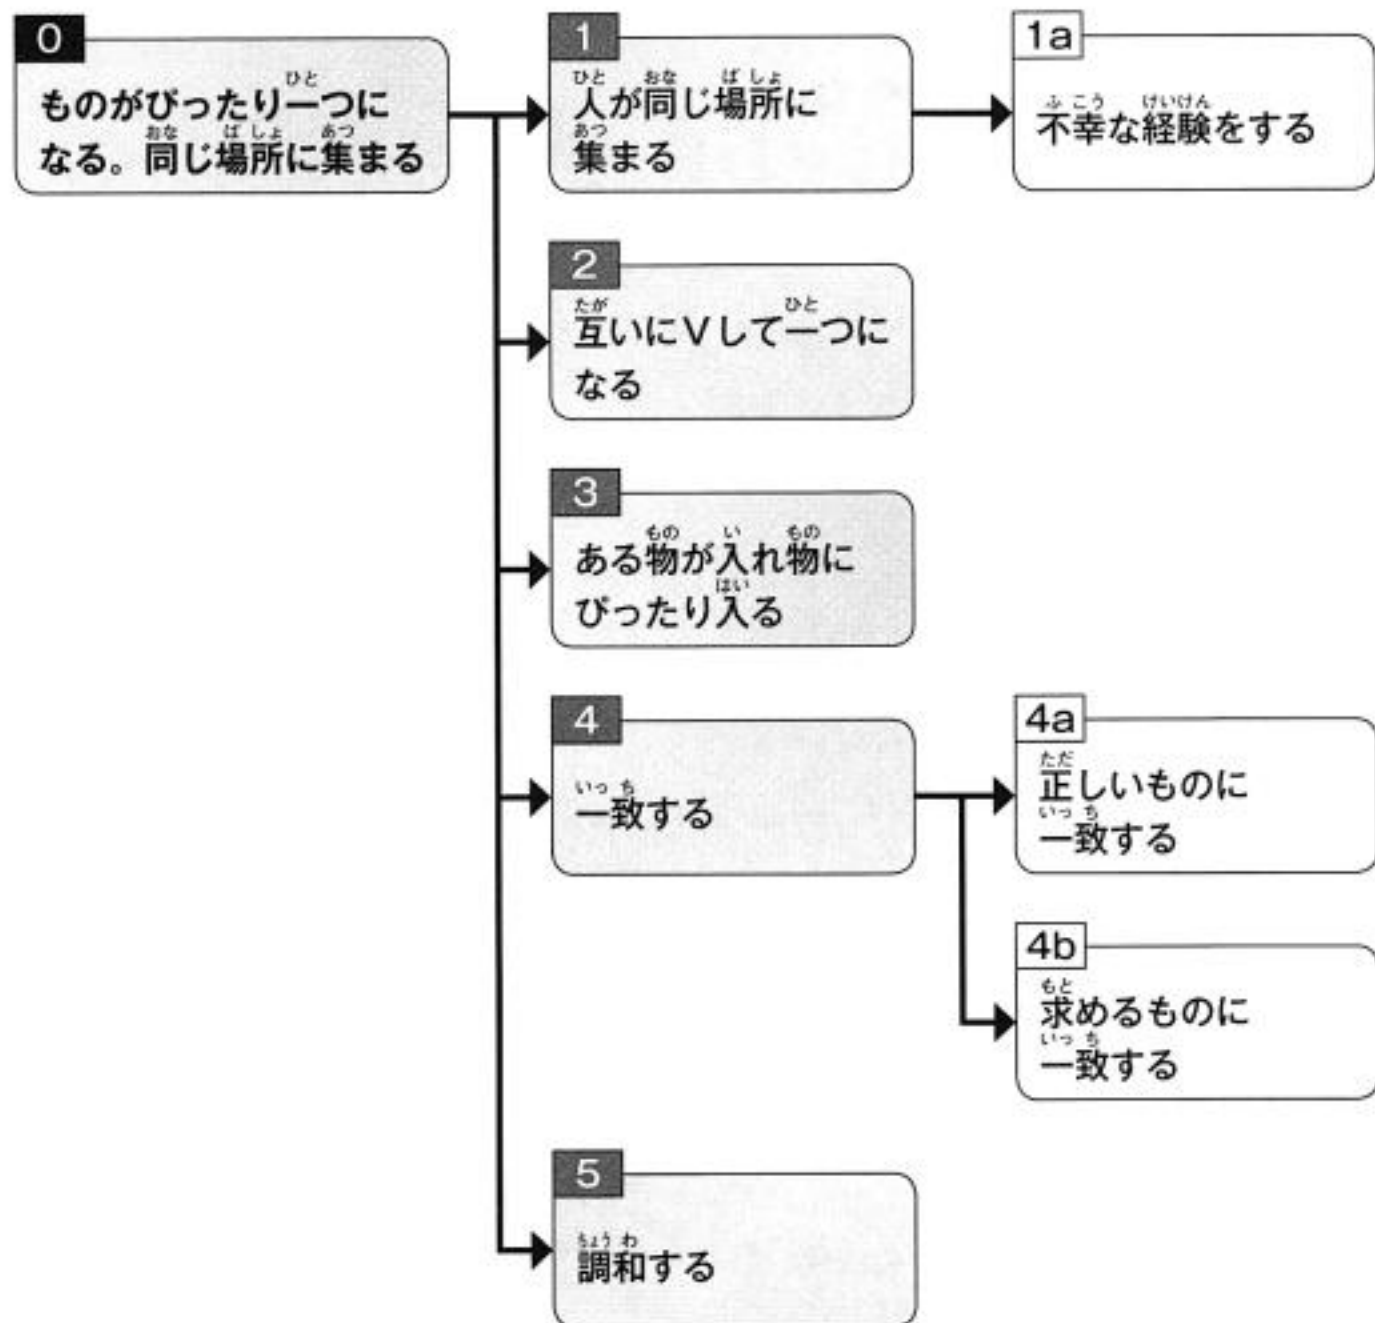 0
ものがぴったり一つに
なる。同じ場所に集まる
1
人が同じ場所に
集まる
1a
不幸な経験をする
2
互いにVして一つに
なる
3
ある物が入れ物に
ぴったり入る
4
一致する
4a
正しいものに
一致する
4b
求めるものに
一致する
5
調和する